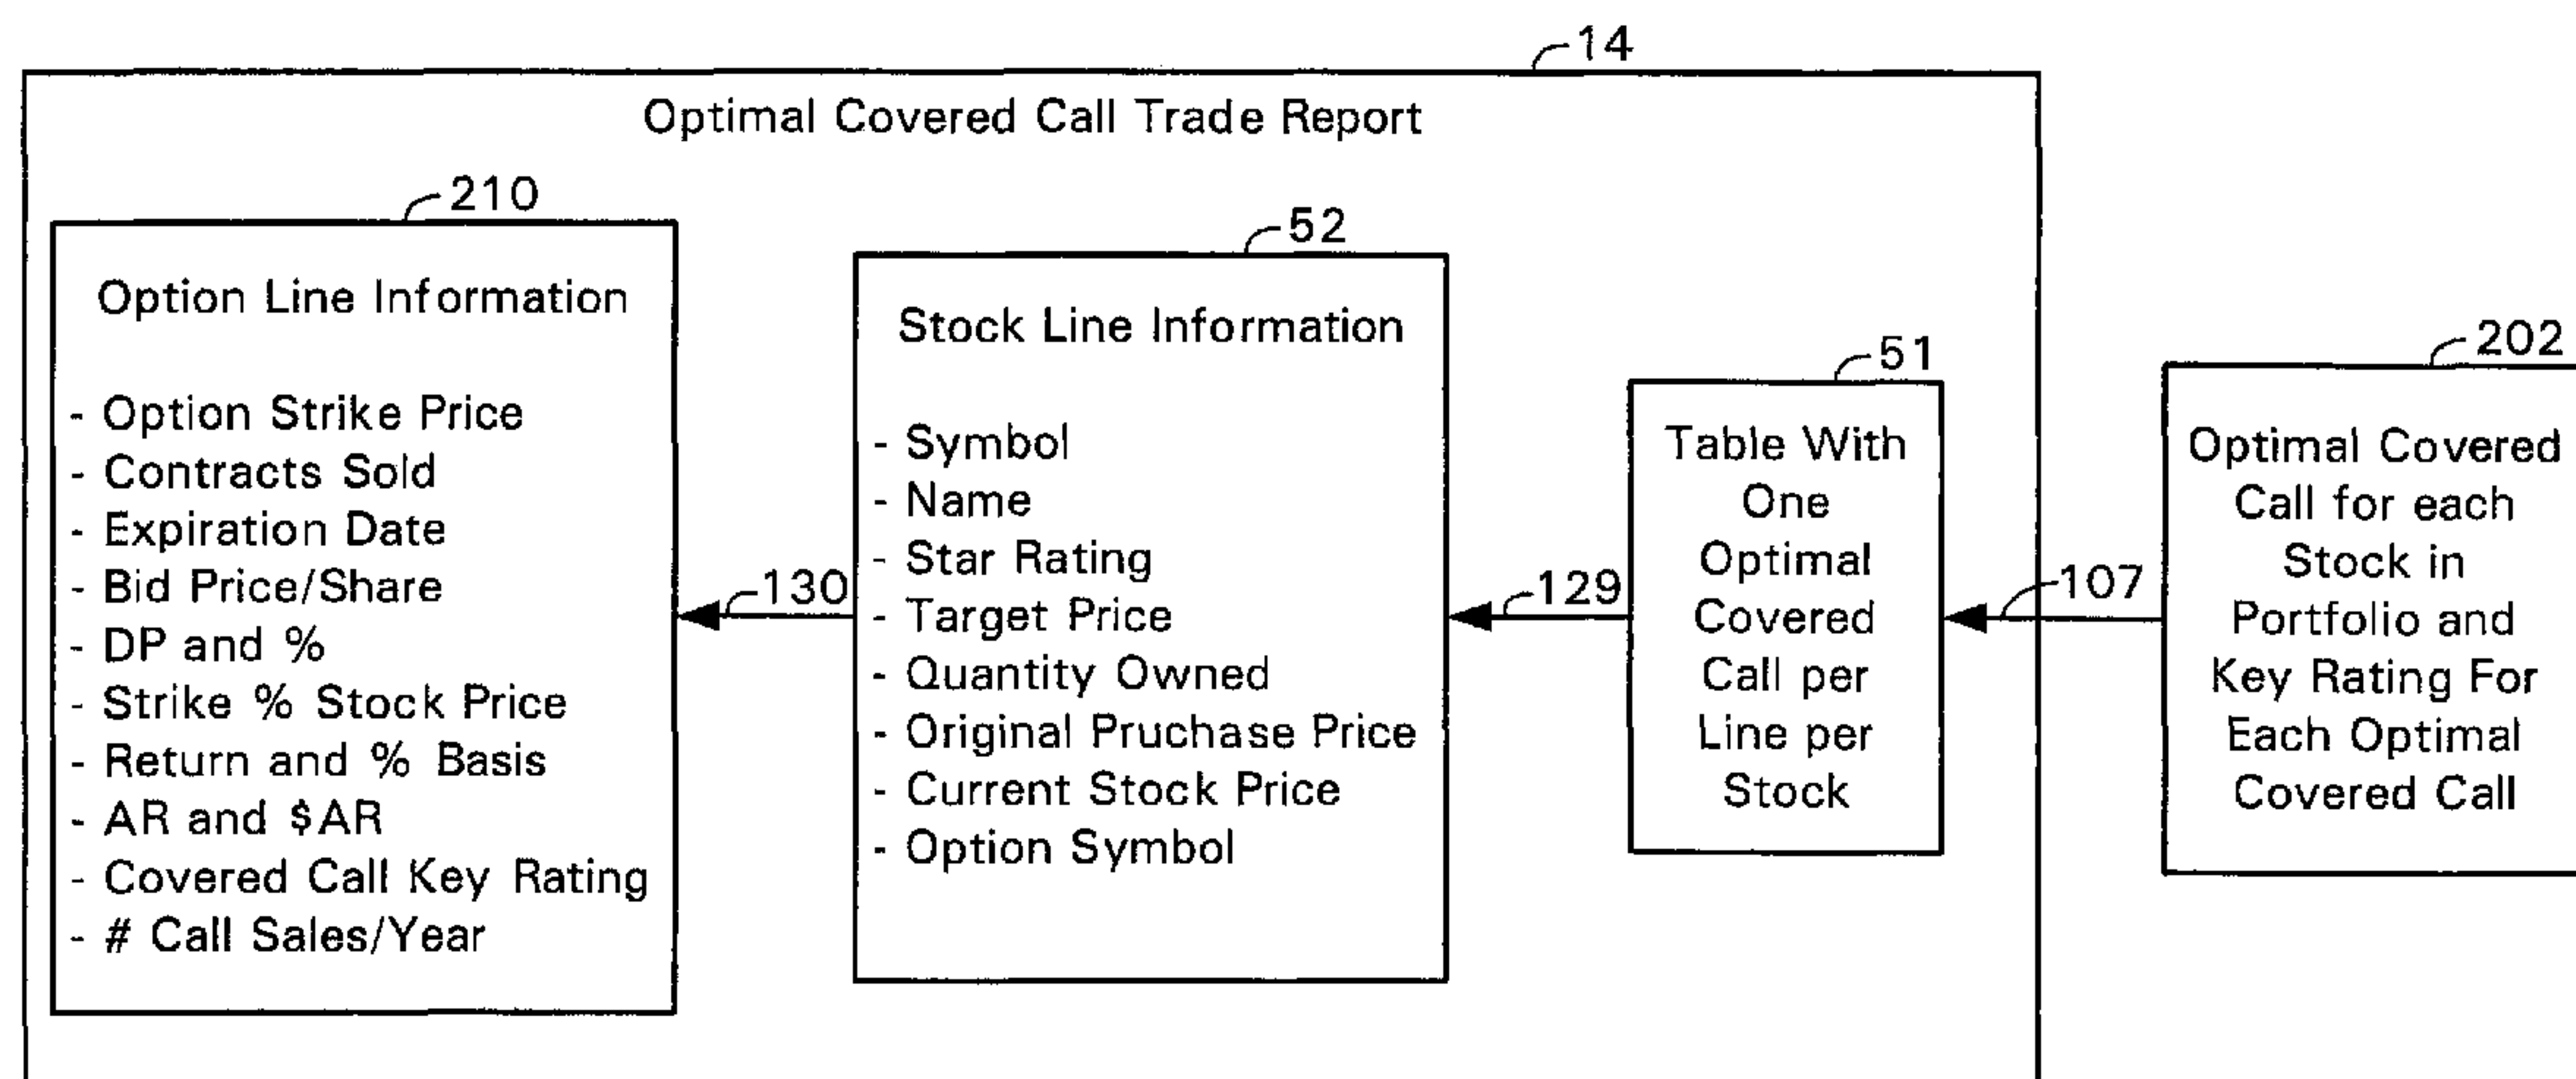 14
Optimal Covered Call Trade Report
210
Option Line Information
- Option Strike Price
- Contracts Sold
- Expiration Date
- Bid Price/Share
- DP and %
- Strike % Stock Price
- Return and % Basis
- AR and $AR
- Covered Call Key Rating
- # Call Sales/Year
130
52
Stock Line Information
- Symbol
- Name
- Star Rating
- Target Price
- Quantity Owned
- Original Pruchase Price
- Current Stock Price
- Option Symbol
129
51
Table With
One
Optimal
Covered
Call per
Line per
Stock
107
202
Optimal Covered
Call for each
Stock in
Portfolio and
Key Rating For
Each Optimal
Covered Call